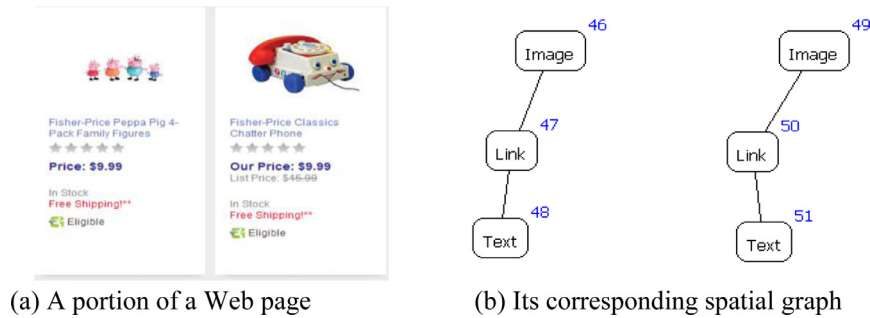 Fisher-Price Peppa Pig 4-
Pack Family Figures
Price: $9.99
In Stock
Free Shipping!**
Eligible
Fisher-Price Classics
Chatter Phone
Our Price: $9.99
List Price: $46.99
In Stock
Free Shipping!**
Eligible
(a) A portion of a Web page
46
Image
47
Link
48
Text
49
Image
50
Link
51
Text
(b) Its corresponding spatial graph